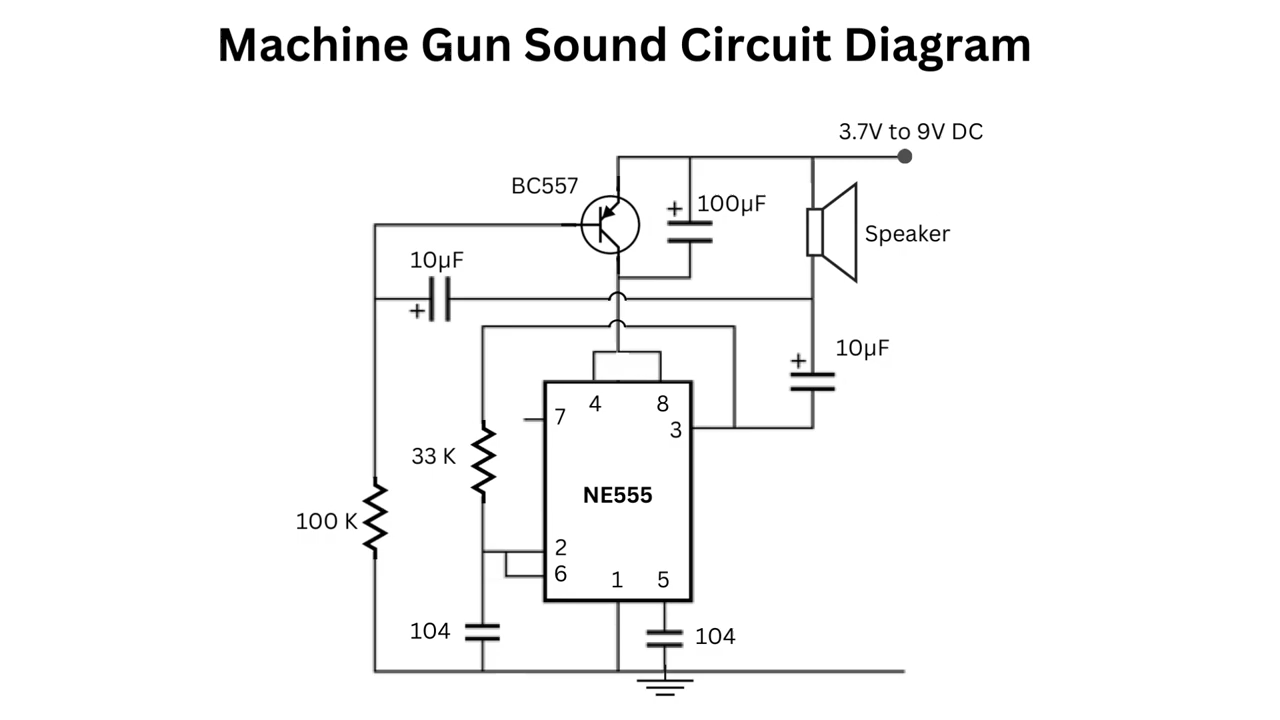 Machine Gun Sound Circuit Diagram
3.7V to 9V DC
BC557
+ 100µF
Speaker
10µF
+
10µF
+
4 8
7
3
33 K
NE555
100 K
2
6
1 5
104
104